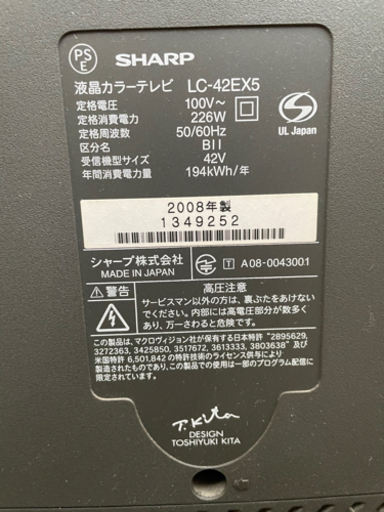 PS E
SHARP
液晶カラーテレビ LC-42EX5
定格電圧 100V~
定格消費電力 226W
定格周波数 50/60Hz
区分名 BII
受信機型サイズ 42V
年間消費電力量 194kWh/年
UL Japan
2008年製
1349252
シャープ株式会社
MADE IN JAPAN
T A08-0043001
警告 高圧注意
サービスマン以外の方は、裏ぶたをあけないで
ください。内部には高電圧部分が数多く
あり、万一さわると危険です。
この製品は、マクロヴィジョン社が保有する日本特許 "2895629,
3272363, 3425850, 3517672, 3613333, 3803638" 及び
米国特許 6,501,842 の特許技術のライセンス供与により
製造されています。この特許技術の使用は一部のプログラム配信に
限定されています。
T. Kita
DESIGN
TOSHIYUKI KITA